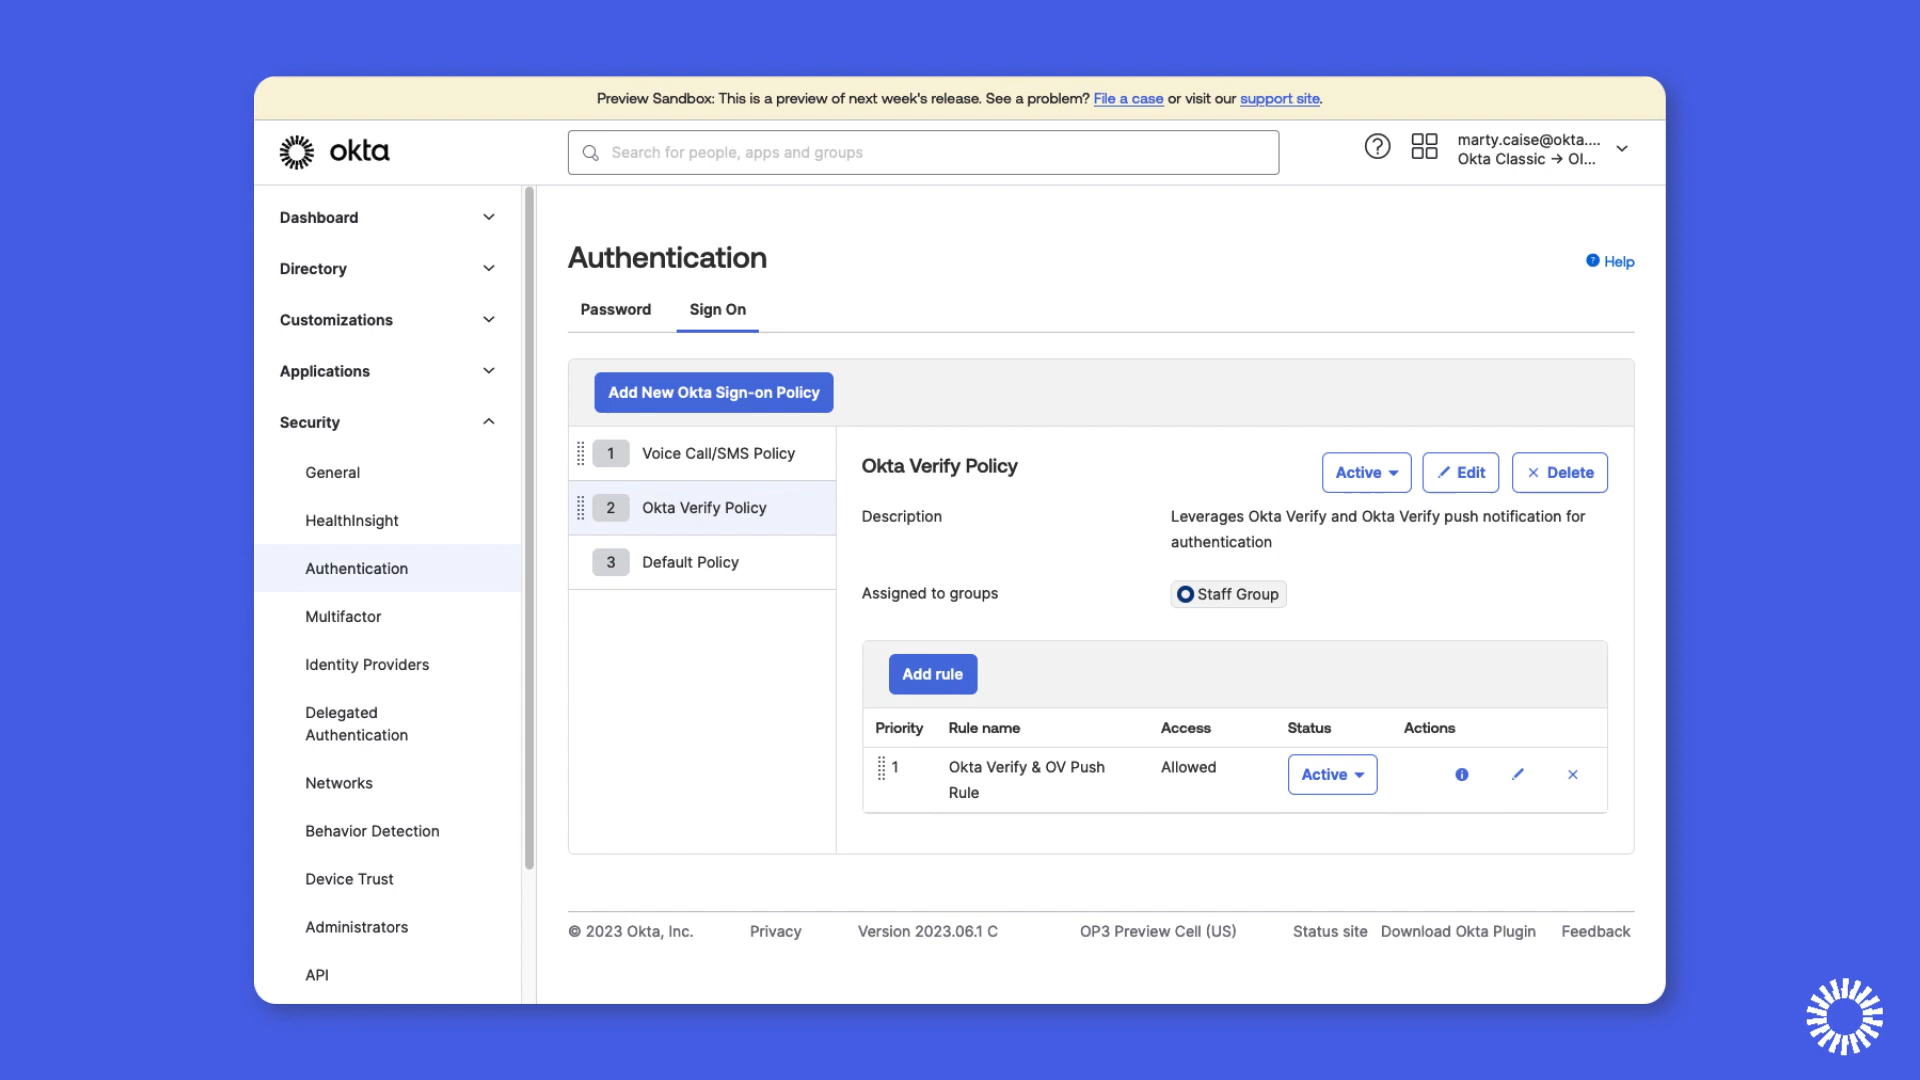 Preview Sandbox: This is a preview of next week's release. See a problem? File a case or visit our support site.
okta
Search for people, apps and groups
marty.caise@okta....
Okta Classic → OI...
Dashboard
Directory
Customizations
Applications
Security
General
HealthInsight
Authentication
Multifactor
Identity Providers
Delegated
Authentication
Networks
Behavior Detection
Device Trust
Administrators
API
Authentication
Help
Password
Sign On
Add New Okta Sign-on Policy
1 Voice Call/SMS Policy
2 Okta Verify Policy
3 Default Policy
Okta Verify Policy
Active
Edit
Delete
Description
Leverages Okta Verify and Okta Verify push notification for
authentication
Assigned to groups
Staff Group
Add rule
Priority Rule name Access Status Actions
1 Okta Verify & OV Push Allowed Active
Rule
© 2023 Okta, Inc. Privacy Version 2023.06.1 C OP3 Preview Cell (US) Status site Download Okta Plugin Feedback